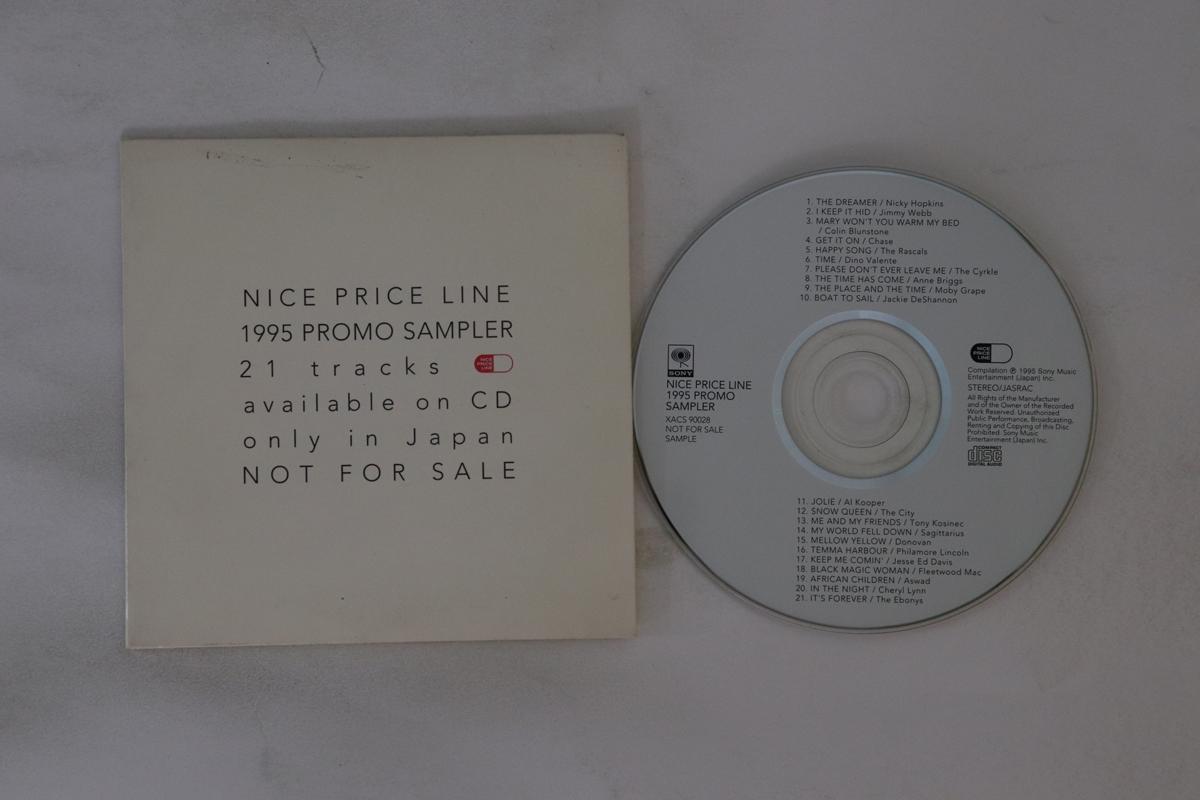 NICE PRICE LINE
1995 PROMO SAMPLER
21 tracks
NICE
PRICE
LINE
available on CD
only in Japan
NOT FOR SALE
1. THE DREAMER / Nicky Hopkins
2. I KEEP IT HID / Jimmy Webb
3. MARY WON'T YOU WARM MY BED
/ Colin Blunstone
4. GET IT ON / Chase
5. HAPPY SONG / The Rascals
6. TIME / Dino Valente
7. PLEASE DON'T EVER LEAVE ME / The Cyrkle
8. THE TIME HAS COME / Anne Briggs
9. THE PLACE AND THE TIME / Moby Grape
10. BOAT TO SAIL / Jackie DeShannon
SONY
NICE PRICE LINE
1995 PROMO
SAMPLER
XACS 90028
NOT FOR SALE
SAMPLE
NICE
PRICE
LINE
Compilation ℗ 1995 Sony Music
Entertainment (Japan) Inc.
STEREO/JASRAC
All Rights of the Manufacturer
and of the Owner of the Recorded
Work Reserved. Unauthorized
Public Performance, Broadcasting,
Renting and Copying of this Disc
Prohibited. Sony Music
Entertainment (Japan) Inc.
COMPACT
disc
DIGITAL AUDIO
11. JOLIE / Al Kooper
12. SNOW QUEEN / The City
13. ME AND MY FRIENDS / Tony Kosinec
14. MY WORLD FELL DOWN / Sagittarius
15. MELLOW YELLOW / Donovan
16. TEMMA HARBOUR / Philamore Lincoln
17. KEEP ME COMIN' / Jesse Ed Davis
18. BLACK MAGIC WOMAN / Fleetwood Mac
19. AFRICAN CHILDREN / Aswad
20. IN THE NIGHT / Cheryl Lynn
21. IT'S FOREVER / The Ebonys